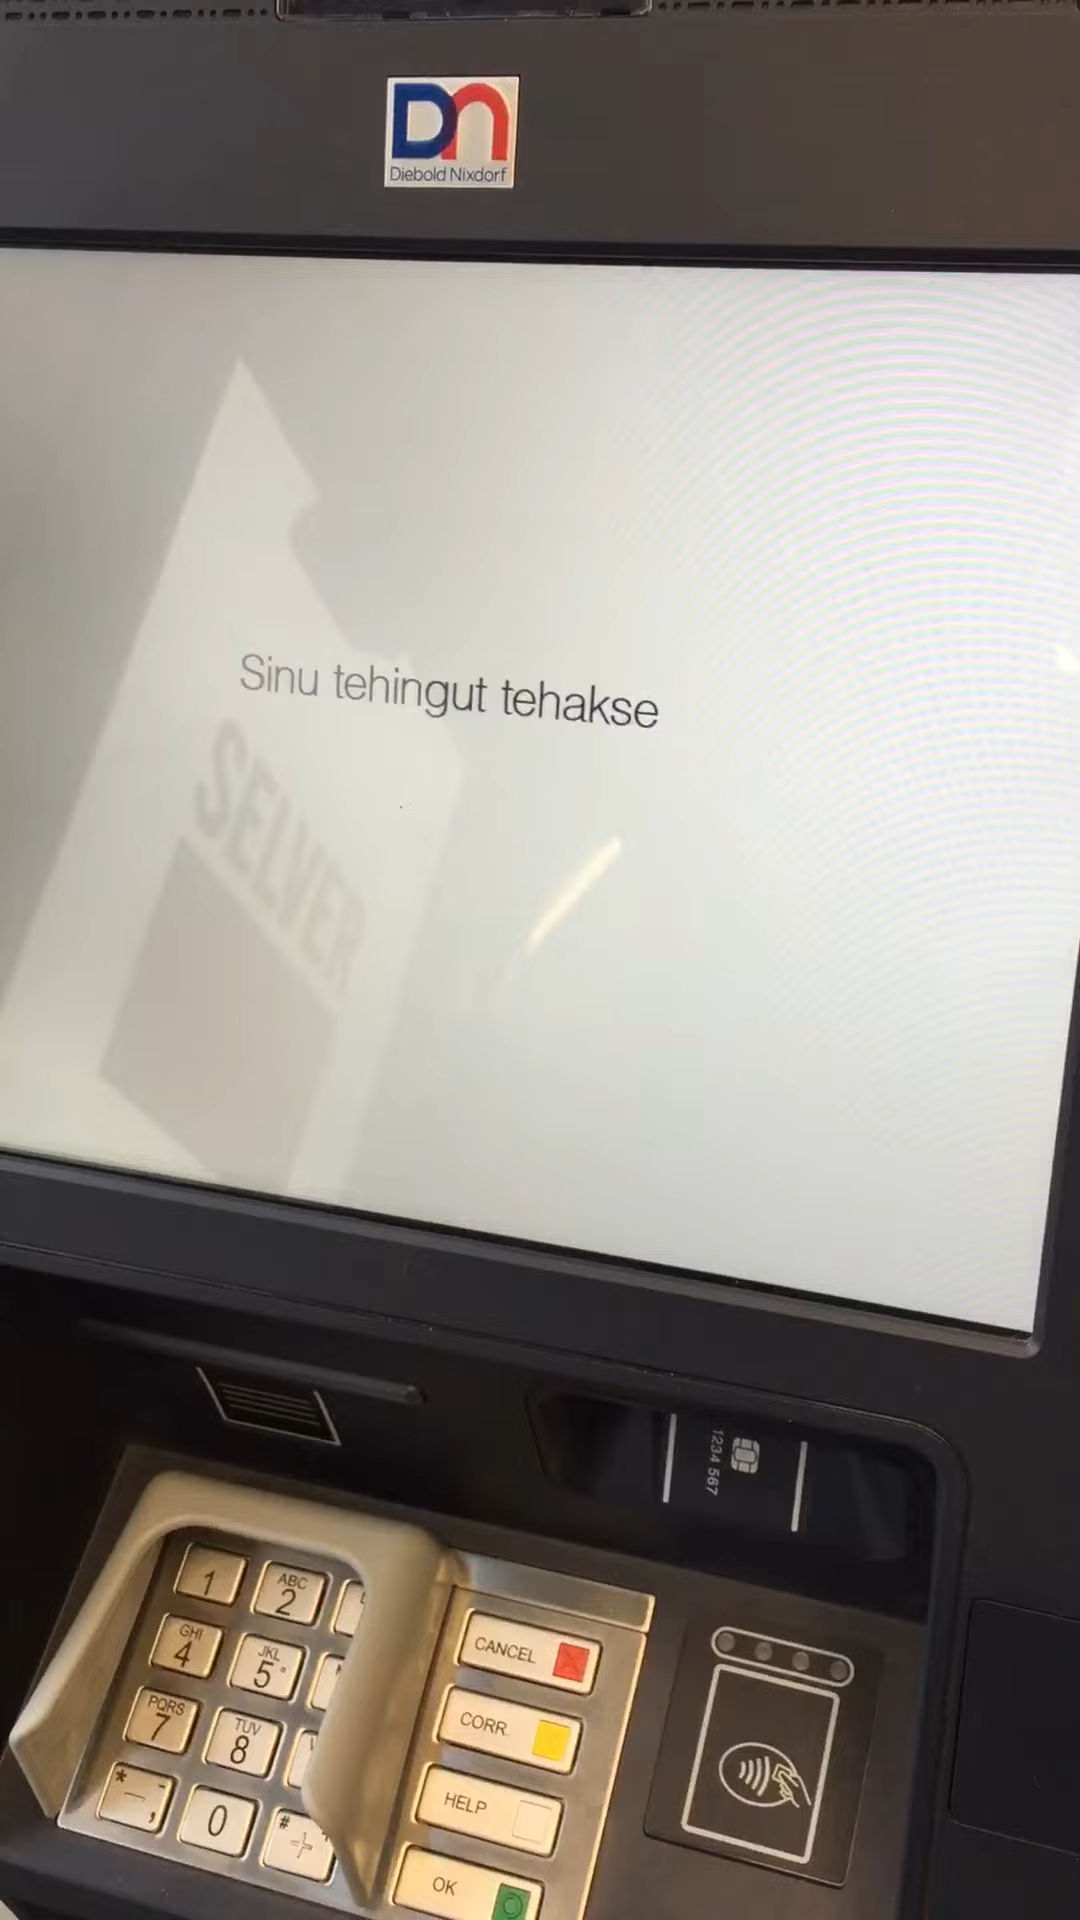 Dn
Diebold Nixdorf
Sinu tehingut tehakse
SELVER
1234 567
1
ABC
2
GHI
4
JKL
5
PQRS
7
TUV
8
*
0
#
CANCEL
CORR.
HELP
OK